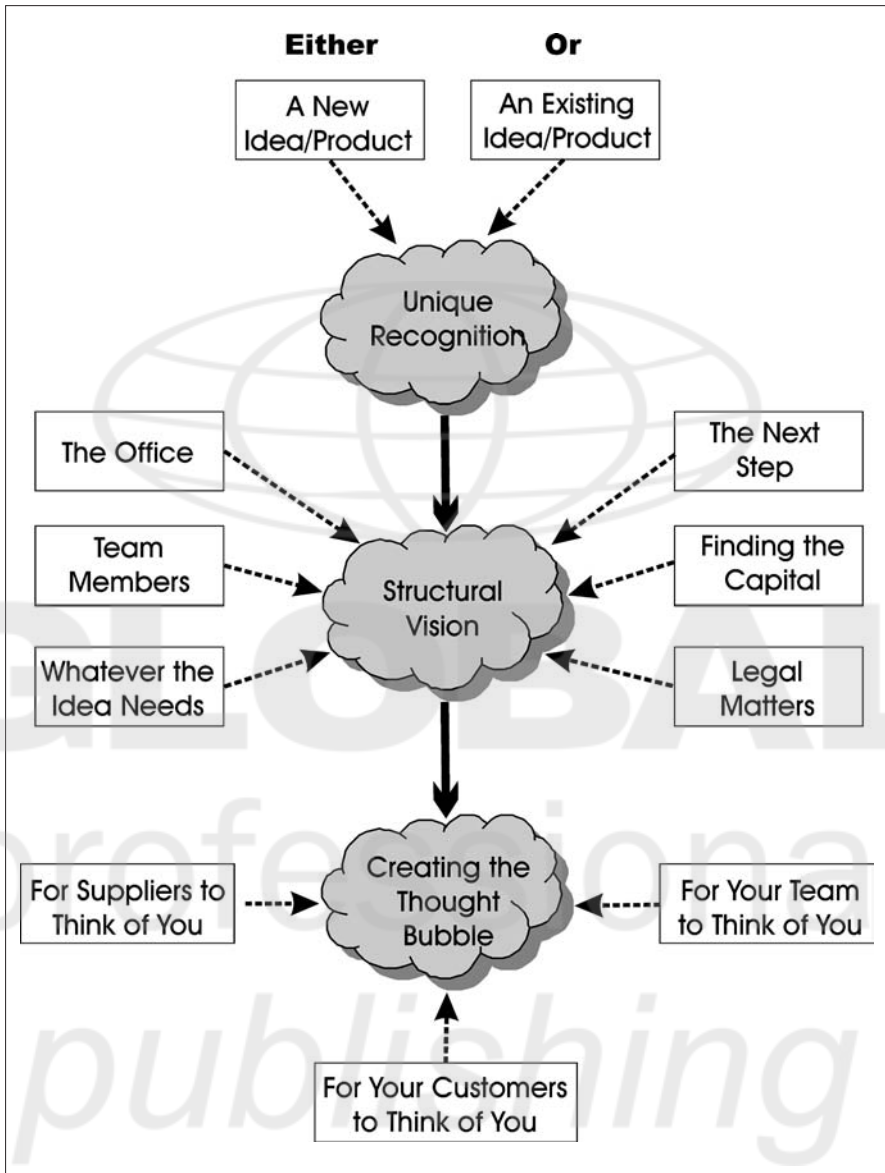 Either Or
A New
Idea/Product
An Existing
Idea/Product
Unique
Recognition
The Office
The Next
Step
Team
Members
Structural
Vision
Finding the
Capital
Whatever the
Idea Needs
Legal
Matters
For Suppliers to
Think of You
Creating the
Thought
Bubble
For Your Team
to Think of You
For Your Customers
to Think of You
GLOBAL
professional
publishing